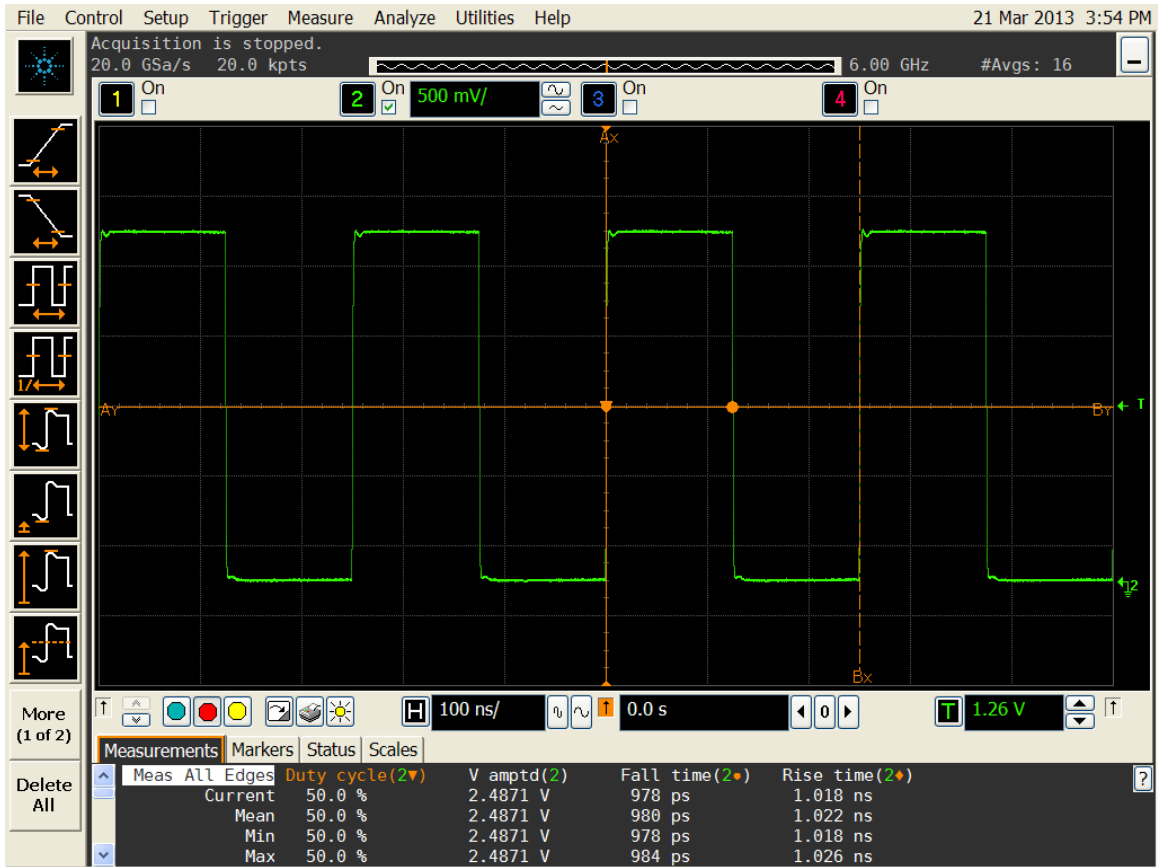 File Control Setup Trigger Measure Analyze Utilities Help 21 Mar 2013 3:54 PM
Acquisition is stopped.
20.0 GSa/s 20.0 kpts 6.00 GHz #Avgs: 16
1 On 2 On 500 mV/ 3 On 4 On
Ax
1/
AY BY T
2
Bx
More
(1 of 2)
Delete
All
H 100 ns/ 0.0 s 0 T 1.26 V
Measurements Markers Status Scales
Meas All Edges Duty cycle(2▼) V amptd(2) Fall time(2●) Rise time(2♦) ?
Current 50.0 % 2.4871 V 978 ps 1.018 ns
Mean 50.0 % 2.4871 V 980 ps 1.022 ns
Min 50.0 % 2.4871 V 978 ps 1.018 ns
Max 50.0 % 2.4871 V 984 ps 1.026 ns